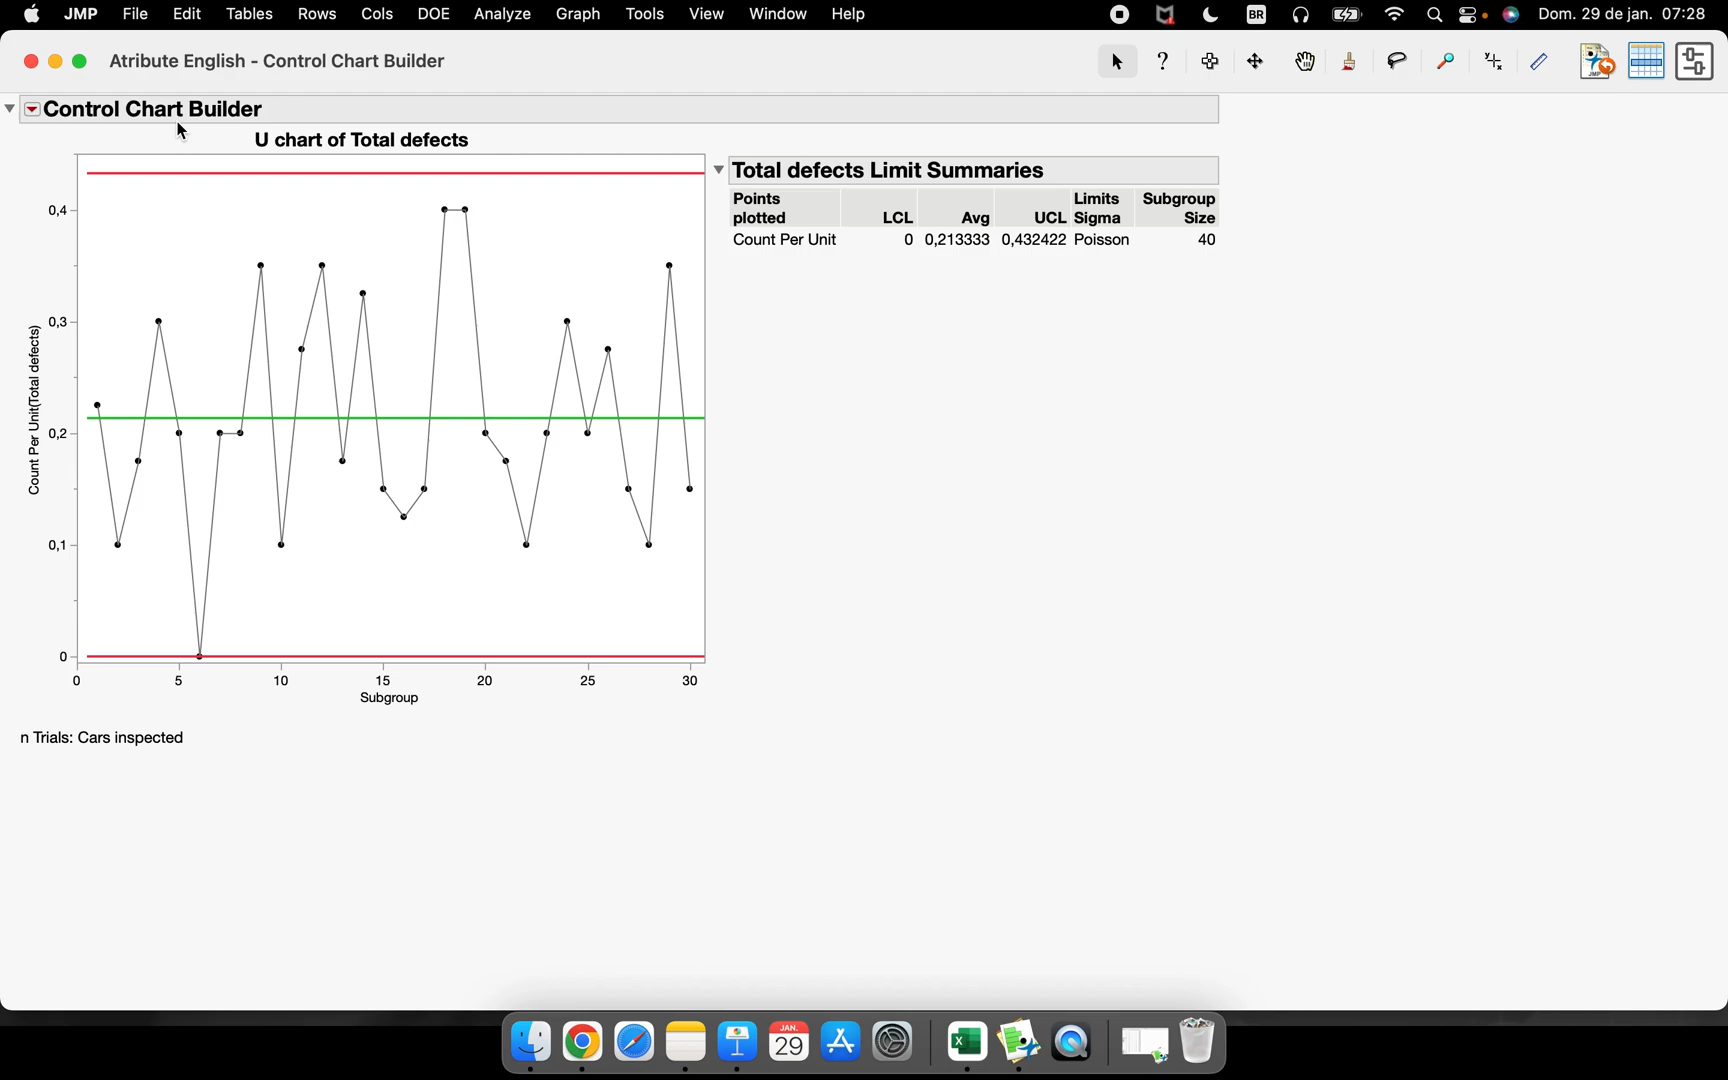 JMP File Edit Tables Rows Cols DOE Analyze Graph Tools View Window Help BR Dom. 29 de jan. 07:28
Atribute English - Control Chart Builder
JMP
Control Chart Builder
U chart of Total defects
Count Per Unit(Total defects)
0,4
0,3
0,2
0,1
0
0 5 10 15 20 25 30
Subgroup
n Trials: Cars inspected
Total defects Limit Summaries
Points plotted LCL Avg UCL Limits Sigma Subgroup Size
Count Per Unit 0 0,213333 0,432422 Poisson 40
JAN.
29